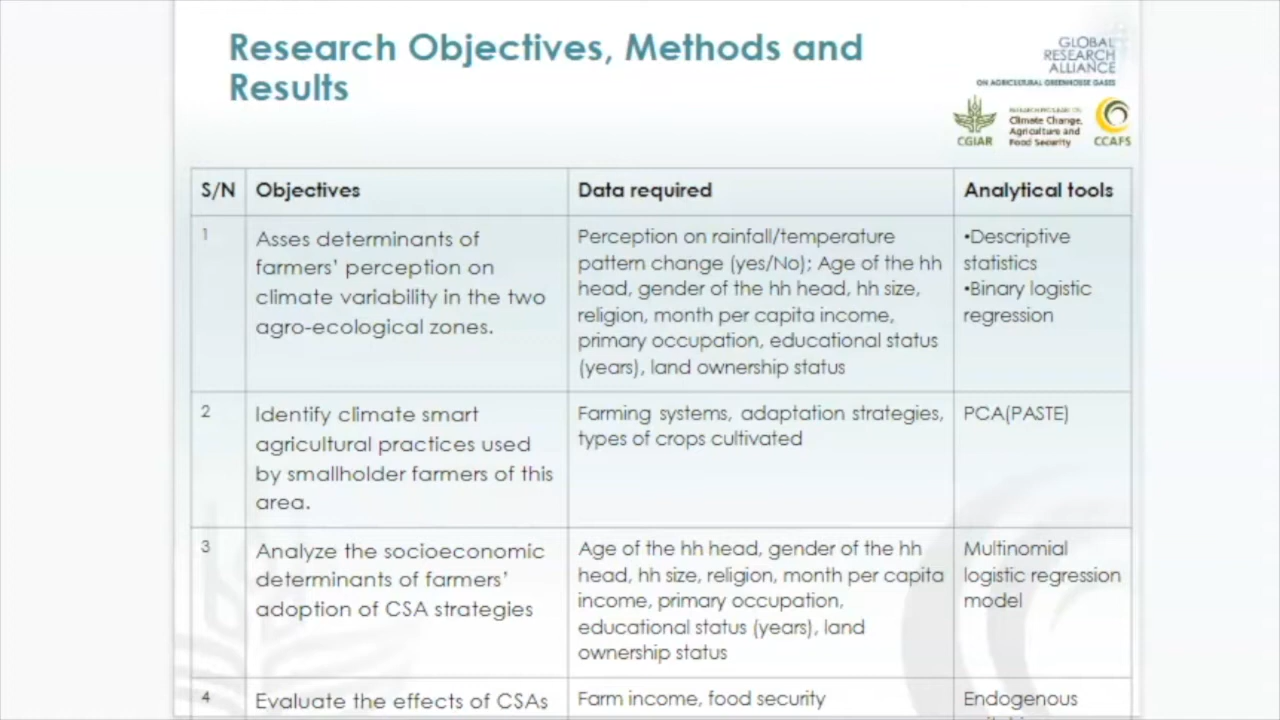 Research Objectives, Methods and
Results
GLOBAL
RESEARCH
ALLIANCE
ON AGRICULTURAL GREENHOUSE GASES
CGIAR
Climate Change,
Agriculture and
Food Security
CCAFS
S/N Objectives Data required Analytical tools
1
Asses determinants of
farmers’ perception on
climate variability in the two
agro-ecological zones.
Perception on rainfall/temperature
pattern change (yes/No); Age of the hh
head, gender of the hh head, hh size,
religion, month per capita income,
primary occupation, educational status
(years), land ownership status
•Descriptive
statistics
•Binary logistic
regression
2
Identify climate smart
agricultural practices used
by smallholder farmers of this
area.
Farming systems, adaptation strategies,
types of crops cultivated
PCA(PASTE)
3
Analyze the socioeconomic
determinants of farmers’
adoption of CSA strategies
Age of the hh head, gender of the hh
head, hh size, religion, month per capita
income, primary occupation,
educational status (years), land
ownership status
Multinomial
logistic regression
model
4
Evaluate the effects of CSAs
Farm income, food security
Endogenous